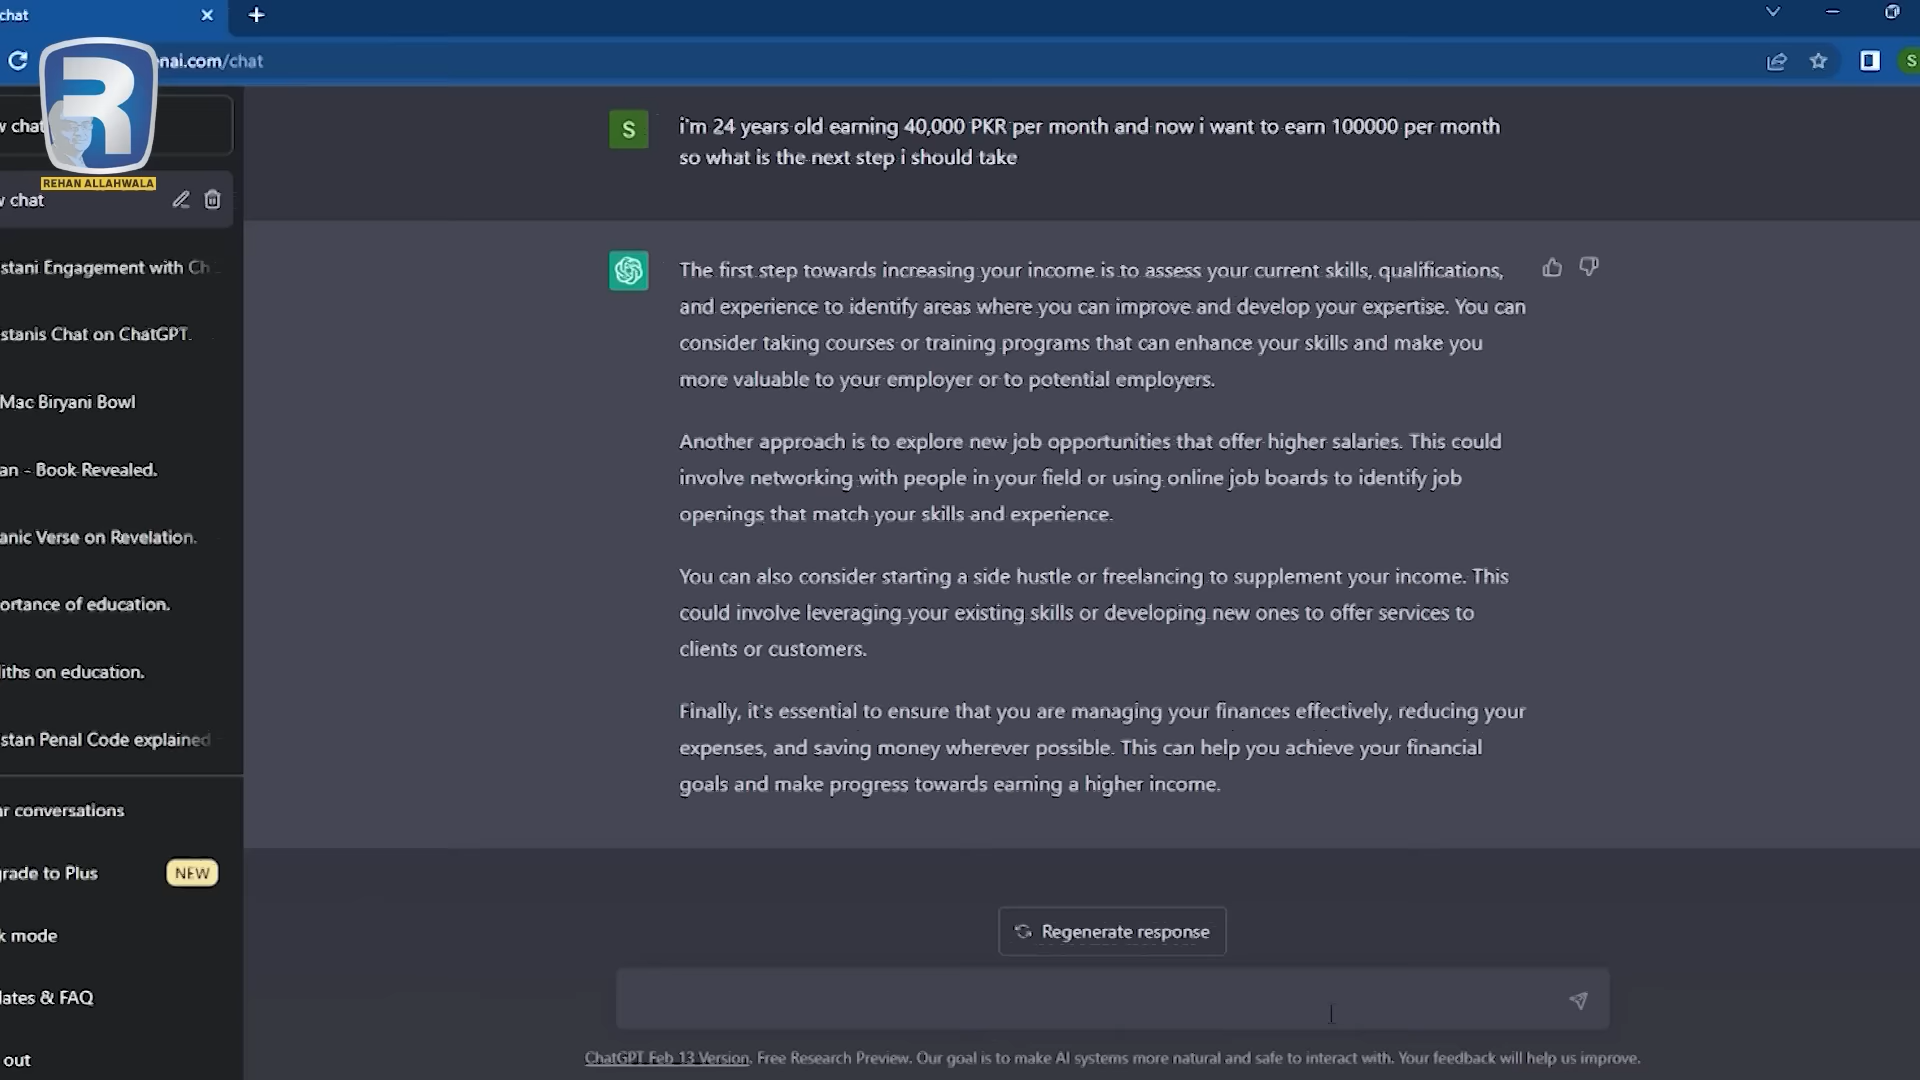 chat
nai.com/chat
S
R
REHAN ALLAHWALA
w chat
w chat
stani Engagement with Ch
stanis Chat on ChatGPT.
Mac Biryani Bowl
an - Book Revealed.
anic Verse on Revelation.
ortance of education.
iths on education.
stan Penal Code explained
r conversations
rade to Plus
NEW
k mode
lates & FAQ
out
S
i'm 24 years old earning 40,000 PKR per month and now i want to earn 100000 per month
so what is the next step i should take
The first step towards increasing your income is to assess your current skills, qualifications,
and experience to identify areas where you can improve and develop your expertise. You can
consider taking courses or training programs that can enhance your skills and make you
more valuable to your employer or to potential employers.
Another approach is to explore new job opportunities that offer higher salaries. This could
involve networking with people in your field or using online job boards to identify job
openings that match your skills and experience.
You can also consider starting a side hustle or freelancing to supplement your income. This
could involve leveraging your existing skills or developing new ones to offer services to
clients or customers.
Finally, it's essential to ensure that you are managing your finances effectively, reducing your
expenses, and saving money wherever possible. This can help you achieve your financial
goals and make progress towards earning a higher income.
Regenerate response
ChatGPT Feb 13 Version. Free Research Preview. Our goal is to make AI systems more natural and safe to interact with. Your feedback will help us improve.